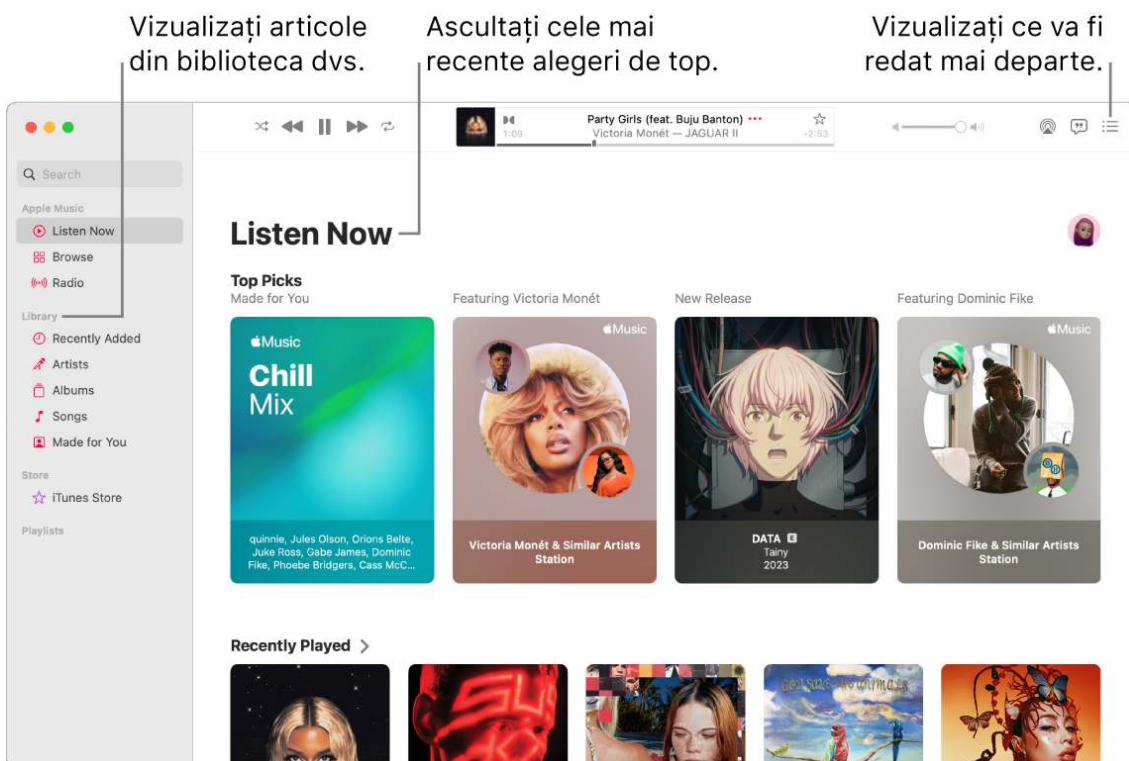 Vizualizați articole
din biblioteca dvs.
Ascultați cele mai
recente alegeri de top.
Vizualizați ce va fi
redat mai departe.
Party Girls (feat. Buju Banton)
1:09
Victoria Monét — JAGUAR II
-2:53
Search
Apple Music
Listen Now
Browse
Radio
Library
Recently Added
Artists
Albums
Songs
Made for You
Store
iTunes Store
Playlists
Listen Now
Top Picks
Made for You
Featuring Victoria Monét
New Release
Featuring Dominic Fike
Music
Chill
Mix
quinnie, Jules Olson, Orions Belte,
Juke Ross, Gabe James, Dominic
Fike, Phoebe Bridgers, Cass McC...
Music
Victoria Monét & Similar Artists
Station
DATA E
Tainy
2023
Music
Dominic Fike & Similar Artists
Station
Recently Played
GOD SAVE THE ANIMALS